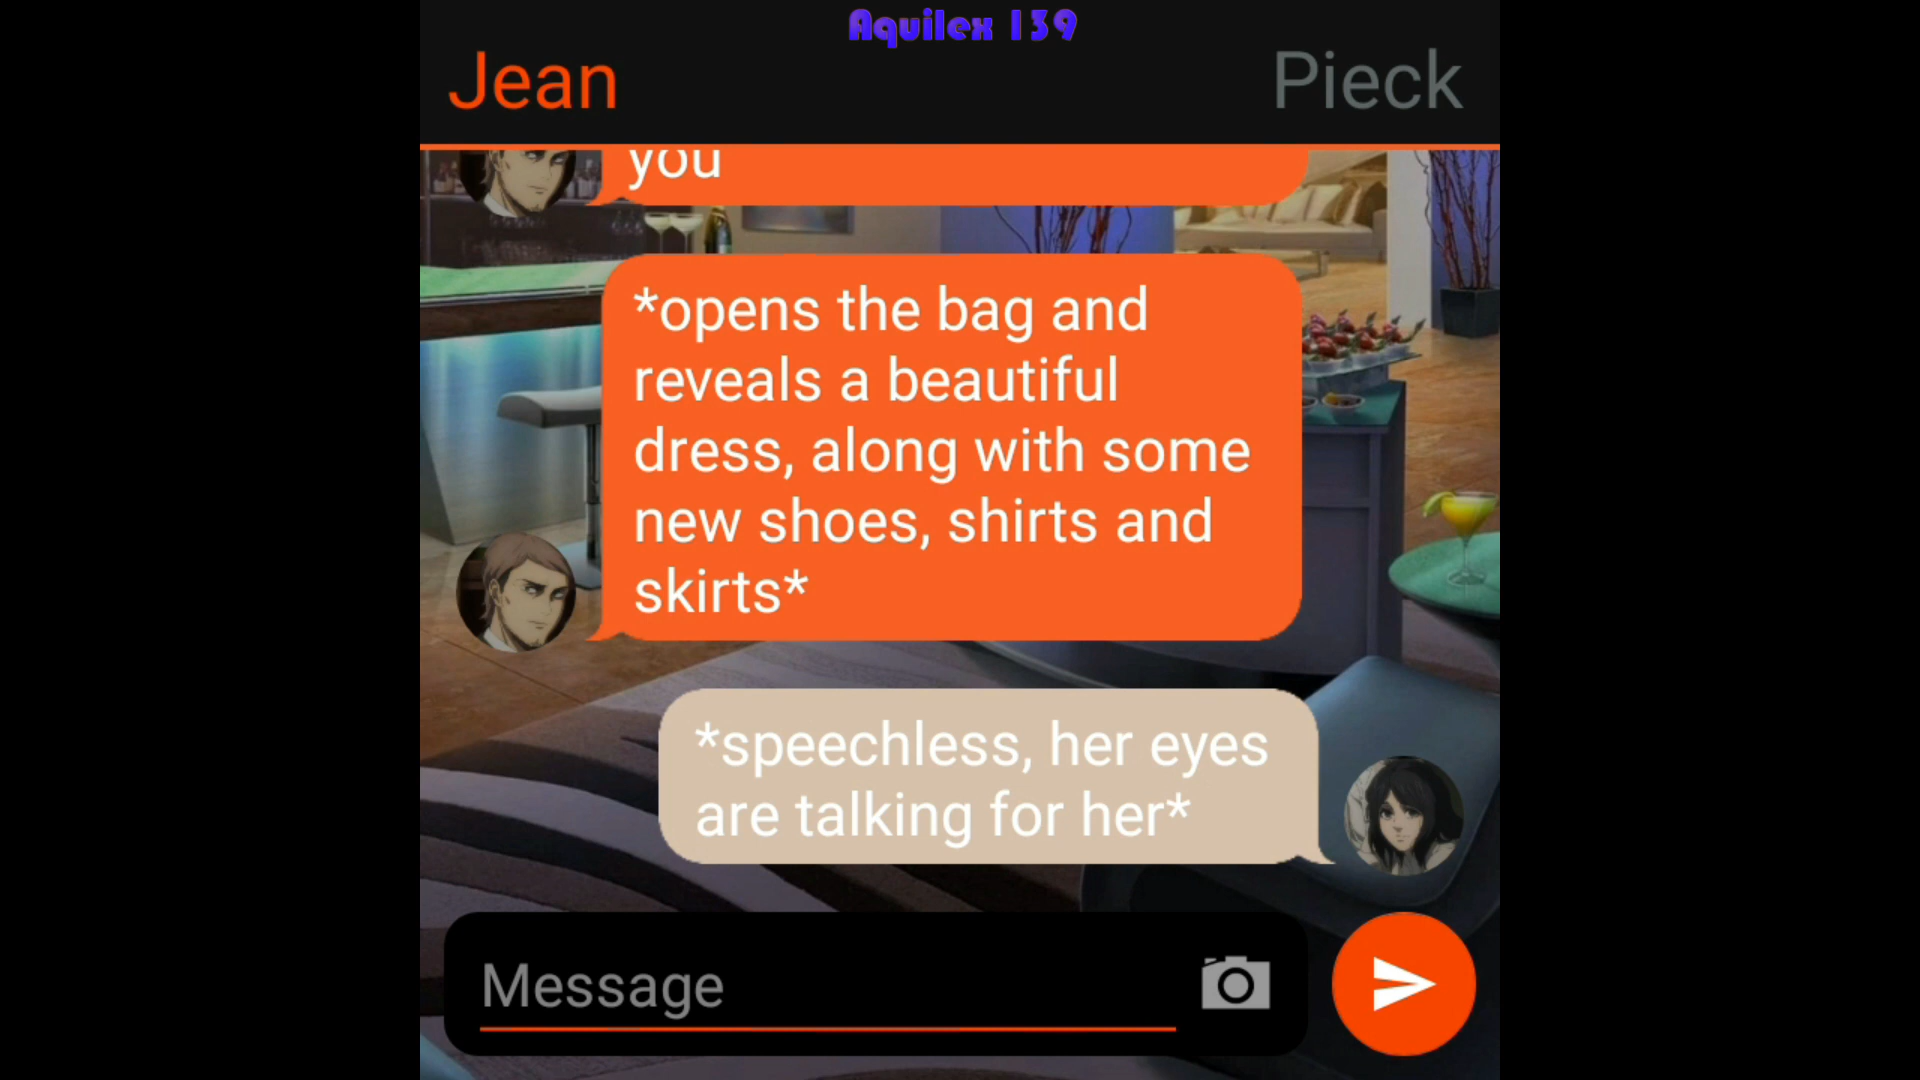 Aquilex 139
Jean
Pieck
you
*opens the bag and
reveals a beautiful
dress, along with some
new shoes, shirts and
skirts*
*speechless, her eyes
are talking for her*
Message